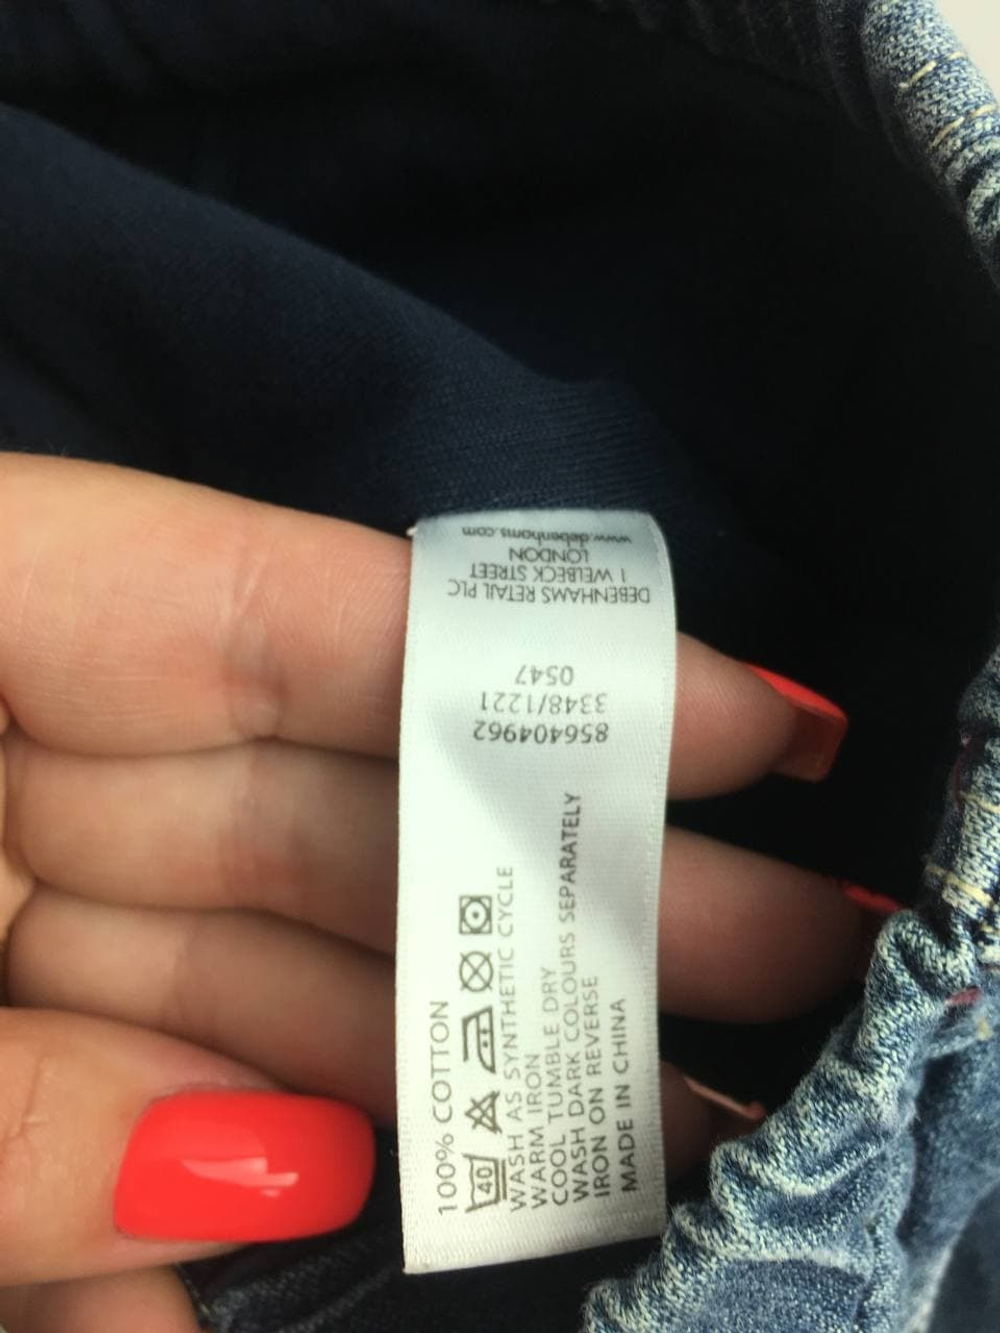 100% COTTON
40
WASH AS SYNTHETIC CYCLE
WARM IRON
COOL TUMBLE DRY
WASH DARK COLOURS SEPARATELY
IRON ON REVERSE
MADE IN CHINA
856404962
3348/1221
0547
DEBENHAMS RETAIL PLC
1 WELBECK STREET
LONDON
www.debenhams.com